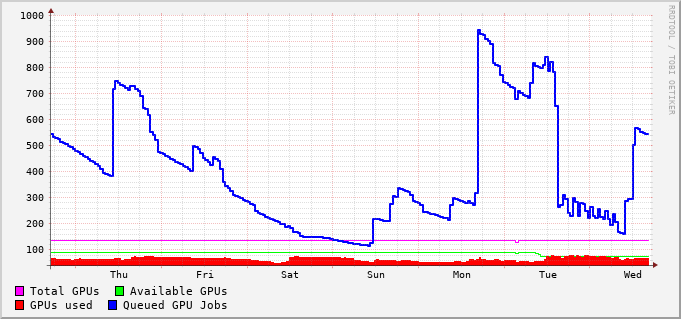 1000
900
800
700
600
500
400
300
200
100
Thu Fri Sat Sun Mon Tue Wed
Total GPUs Available GPUs
GPUs used Queued GPU Jobs
RRDTOOL / TOBI OETIKER